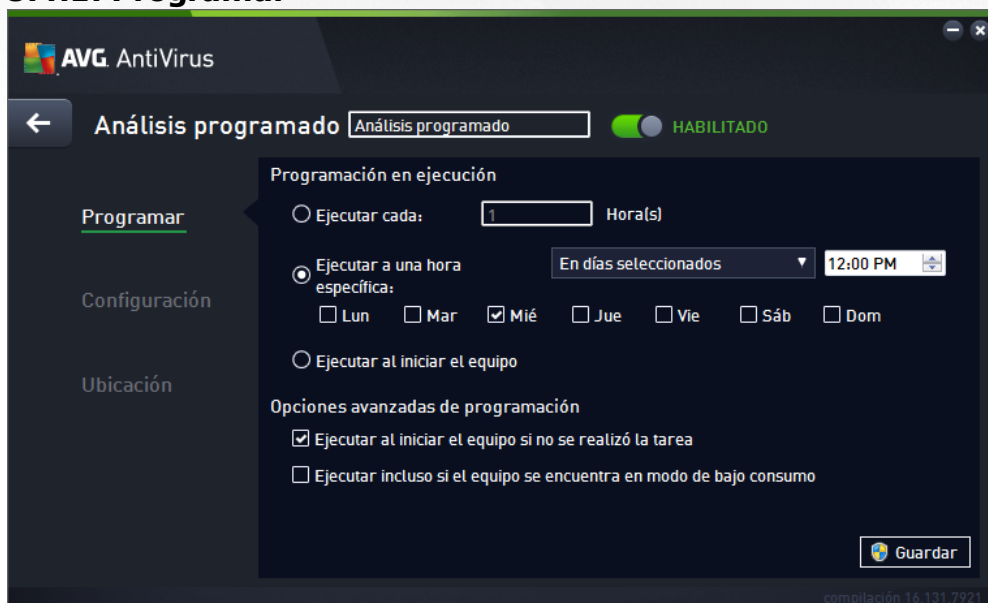 AVG. AntiVirus
Análisis programado Análisis programado HABILITADO
Programar
Configuración
Ubicación
Programación en ejecución
Ejecutar cada: 1 Hora(s)
Ejecutar a una hora
específica:
En días seleccionados 12:00 PM
Lun Mar Mié Jue Vie Sáb Dom
Ejecutar al iniciar el equipo
Opciones avanzadas de programación
Ejecutar al iniciar el equipo si no se realizó la tarea
Ejecutar incluso si el equipo se encuentra en modo de bajo consumo
Guardar
compilación 16.131.7921